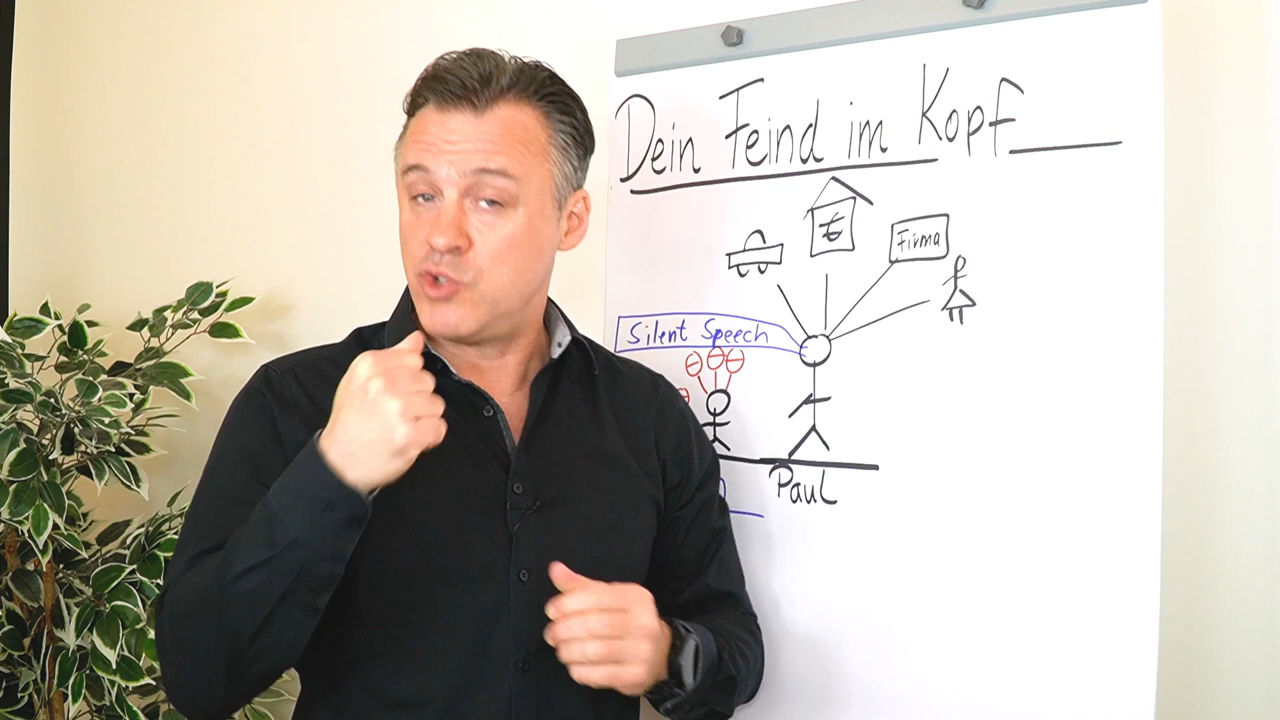 Dein Feind im Kopf
€
Firma
Silent Speech
Paul